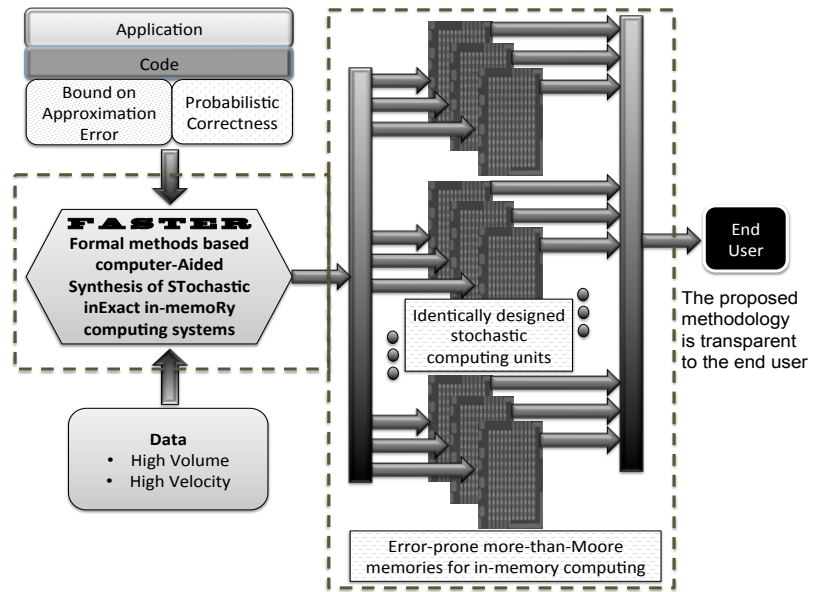 Application
Code
Bound on
Approximation
Error
Probabilistic
Correctness
FASTER
Formal methods based
computer-Aided
Synthesis of STochastic
inExact in-memoRy
computing systems
Data
• High Volume
• High Velocity
Identically designed
stochastic
computing units
Error-prone more-than-Moore
memories for in-memory computing
End
User
The proposed
methodology
is transparent
to the end user